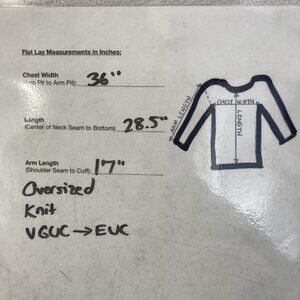 Flat Lay Measurements in Inches:
Chest Width 36"
(Arm Pit to Arm Pit):
Length 28.5"
(Center of Neck Seam to Bottom):
Arm Length 17"
(Shoulder Seam to Cuff):
Oversized
Knit
VGUC → EUC
ARM LENGTH
CHEST WIDTH
LENGTH